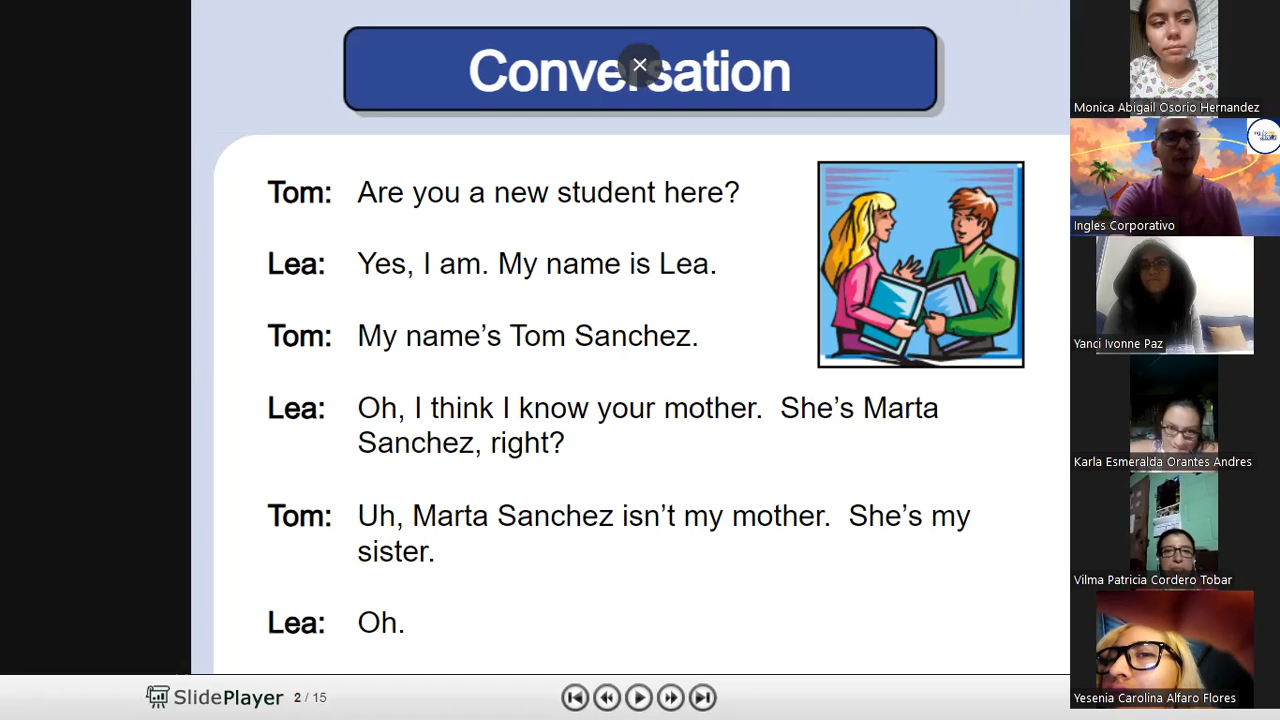 Conversation
Tom: Are you a new student here?
Lea: Yes, I am. My name is Lea.
Tom: My name’s Tom Sanchez.
Lea: Oh, I think I know your mother. She’s Marta
Sanchez, right?
Tom: Uh, Marta Sanchez isn’t my mother. She’s my
sister.
Lea: Oh.
SlidePlayer 2 / 15
Monica Abigail Osorio Hernandez
Ingles Corporativo
Yanci Ivonne Paz
Karla Esmeralda Orantes Andres
Vilma Patricia Cordero Tobar
Yesenia Carolina Alfaro Flores